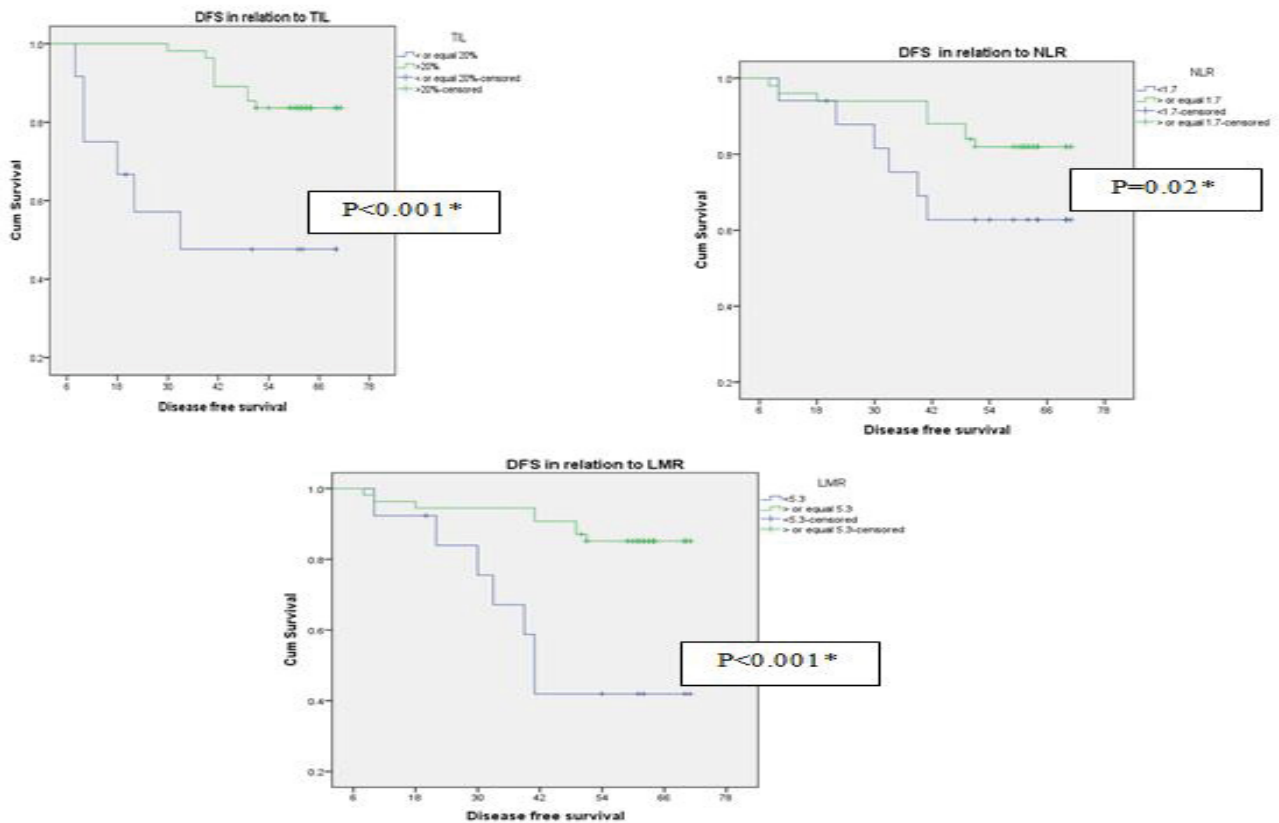 DFS in relation to TIL
TIL
< or equal 20%
>20%
< or equal 20%-censored
>20%-censored
1.0
0.8
0.6
0.4
0.2
Cum Survival
P<0.001*
6 18 30 42 54 66 78
Disease free survival
DFS in relation to NLR
NLR
<1.7
> or equal 1.7
<1.7-censored
> or equal 1.7-censored
1.0
0.8
0.6
0.4
0.2
Cum Survival
P=0.02*
6 18 30 42 54 66 78
Disease free survival
DFS in relation to LMR
LMR
<5.3
> or equal 5.3
<5.3-censored
> or equal 5.3-censored
1.0
0.8
0.6
0.4
0.2
Cum Survival
P<0.001*
6 18 30 42 54 66 78
Disease free survival